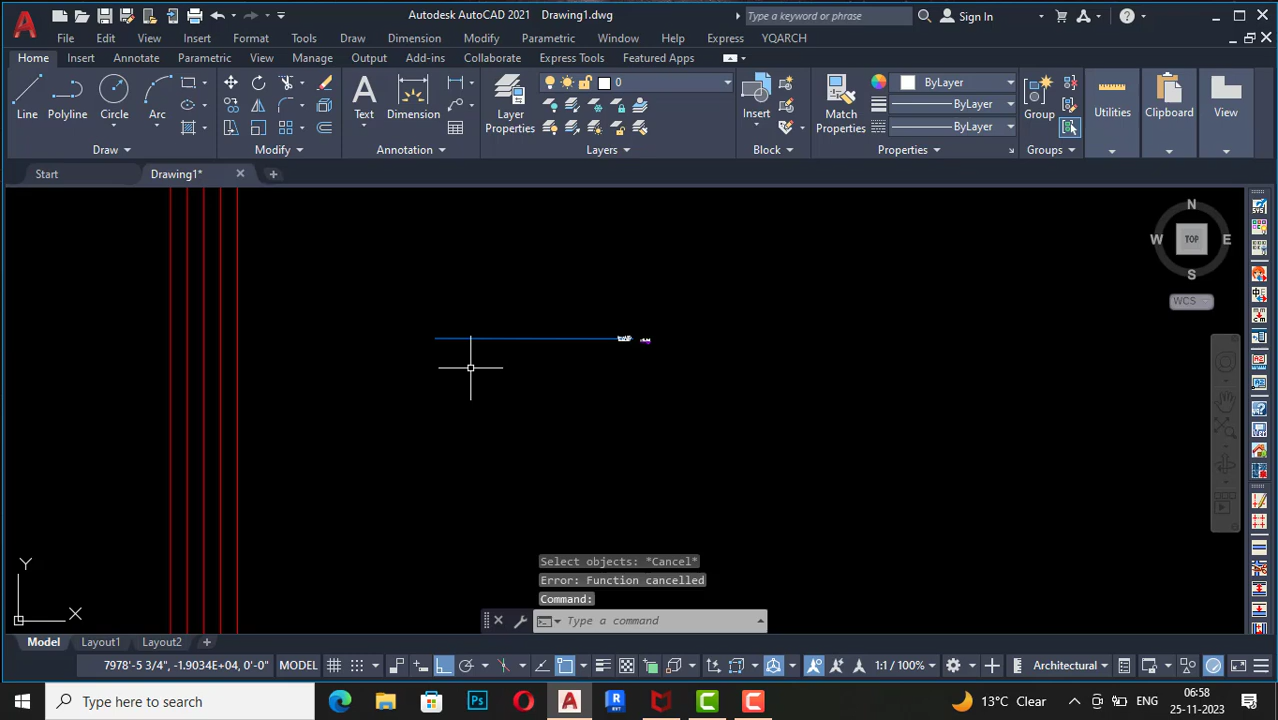 Autodesk AutoCAD 2021 Drawing1.dwg
Type a keyword or phrase
Sign In
File Edit View Insert Format Tools Draw Dimension Modify Parametric Window Help Express YQARCH
Home Insert Annotate Parametric View Manage Output Add-ins Collaborate Express Tools Featured Apps
0
ByLayer
ByLayer
ByLayer
Line Polyline Circle Arc Text Dimension Layer Properties Insert Match Properties Group Utilities Clipboard View
Draw Modify Annotation Layers Block Properties Groups
Start Drawing1*
N
W TOP E
S
WCS
Select objects: *Cancel*
Error: Function cancelled
Command:
Type a command
Y
X
Model Layout1 Layout2
7978'-5 3/4", -1.9034E+04, 0'-0" MODEL 1:1 / 100% Architectural
Type here to search
13°C Clear
ENG
06:58
25-11-2023